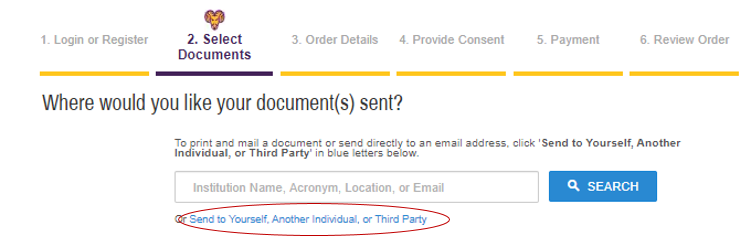 1. Login or Register
2. Select
Documents
3. Order Details
4. Provide Consent
5. Payment
6. Review Order
Where would you like your document(s) sent?
To print and mail a document or send directly to an email address, click 'Send to Yourself, Another
Individual, or Third Party' in blue letters below.
Institution Name, Acronym, Location, or Email
SEARCH
Or Send to Yourself, Another Individual, or Third Party